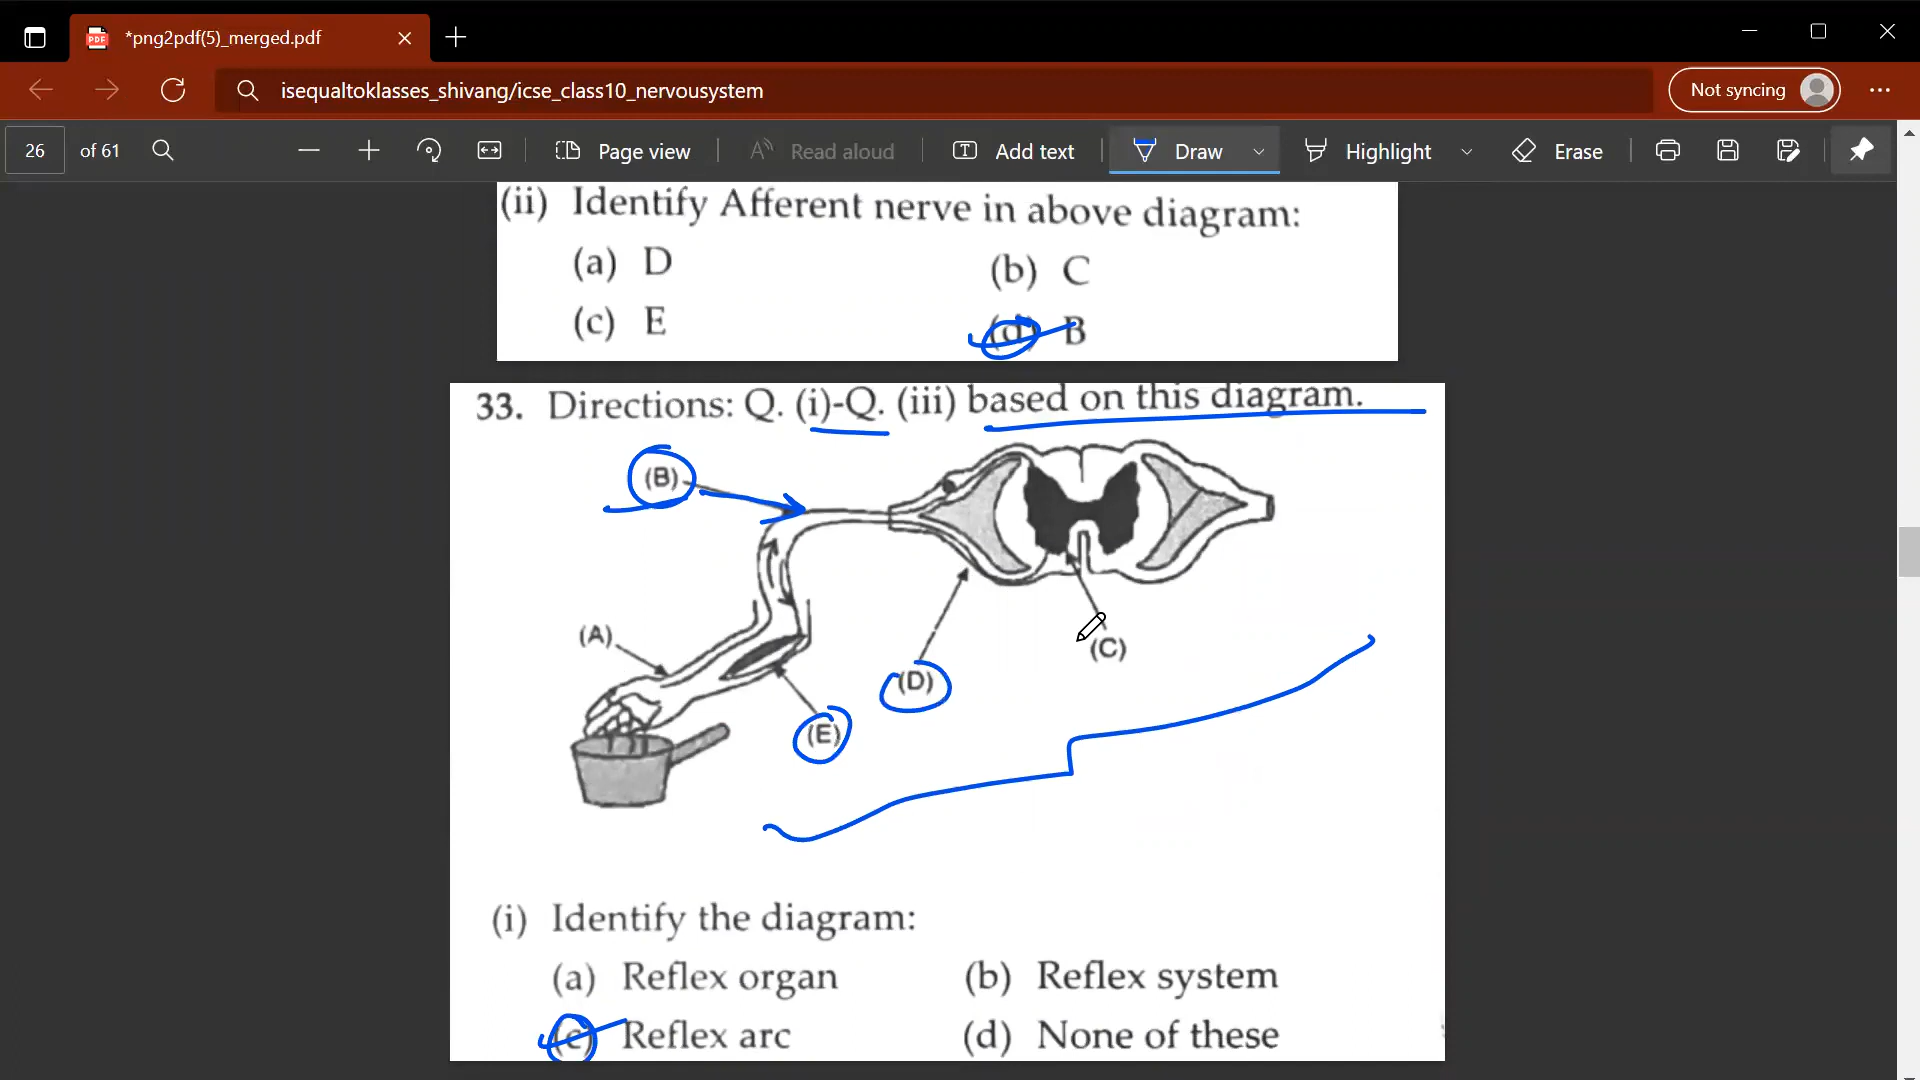 *png2pdf(5)_merged.pdf
isequaltoklasses_shivang/icse_class10_nervousystem
Not syncing
26 of 61
Page view
Read aloud
Add text
Draw
Highlight
Erase
(ii) Identify Afferent nerve in above diagram:
(a) D (b) C
(c) E (d) B
33. Directions: Q. (i)-Q. (iii) based on this diagram.
(B)
(A)
(C)
(D)
(E)
(i) Identify the diagram:
(a) Reflex organ (b) Reflex system
(c) Reflex arc (d) None of these